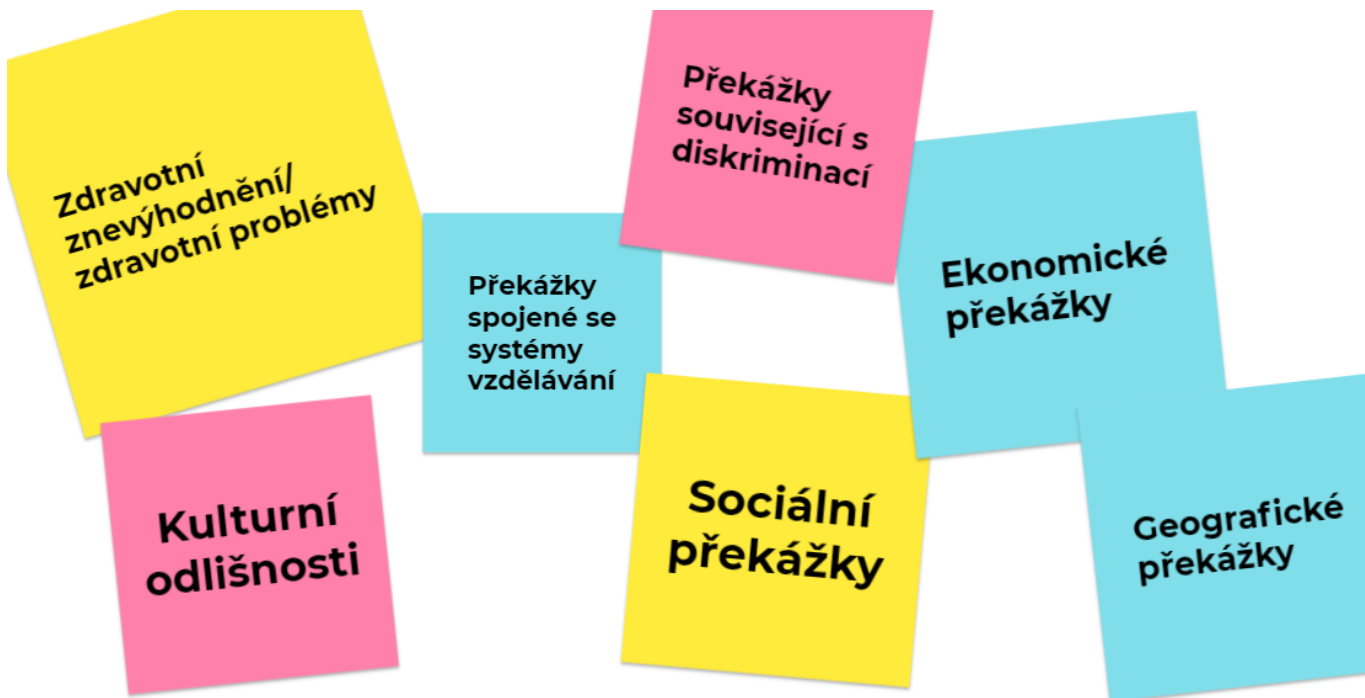 Zdravotní
znevýhodnění/
zdravotní problémy
Překážky
spojené se
systémy
vzdělávání
Překážky
související s
diskriminací
Ekonomické
překážky
Kulturní
odlišnosti
Sociální
překážky
Geografické
překážky